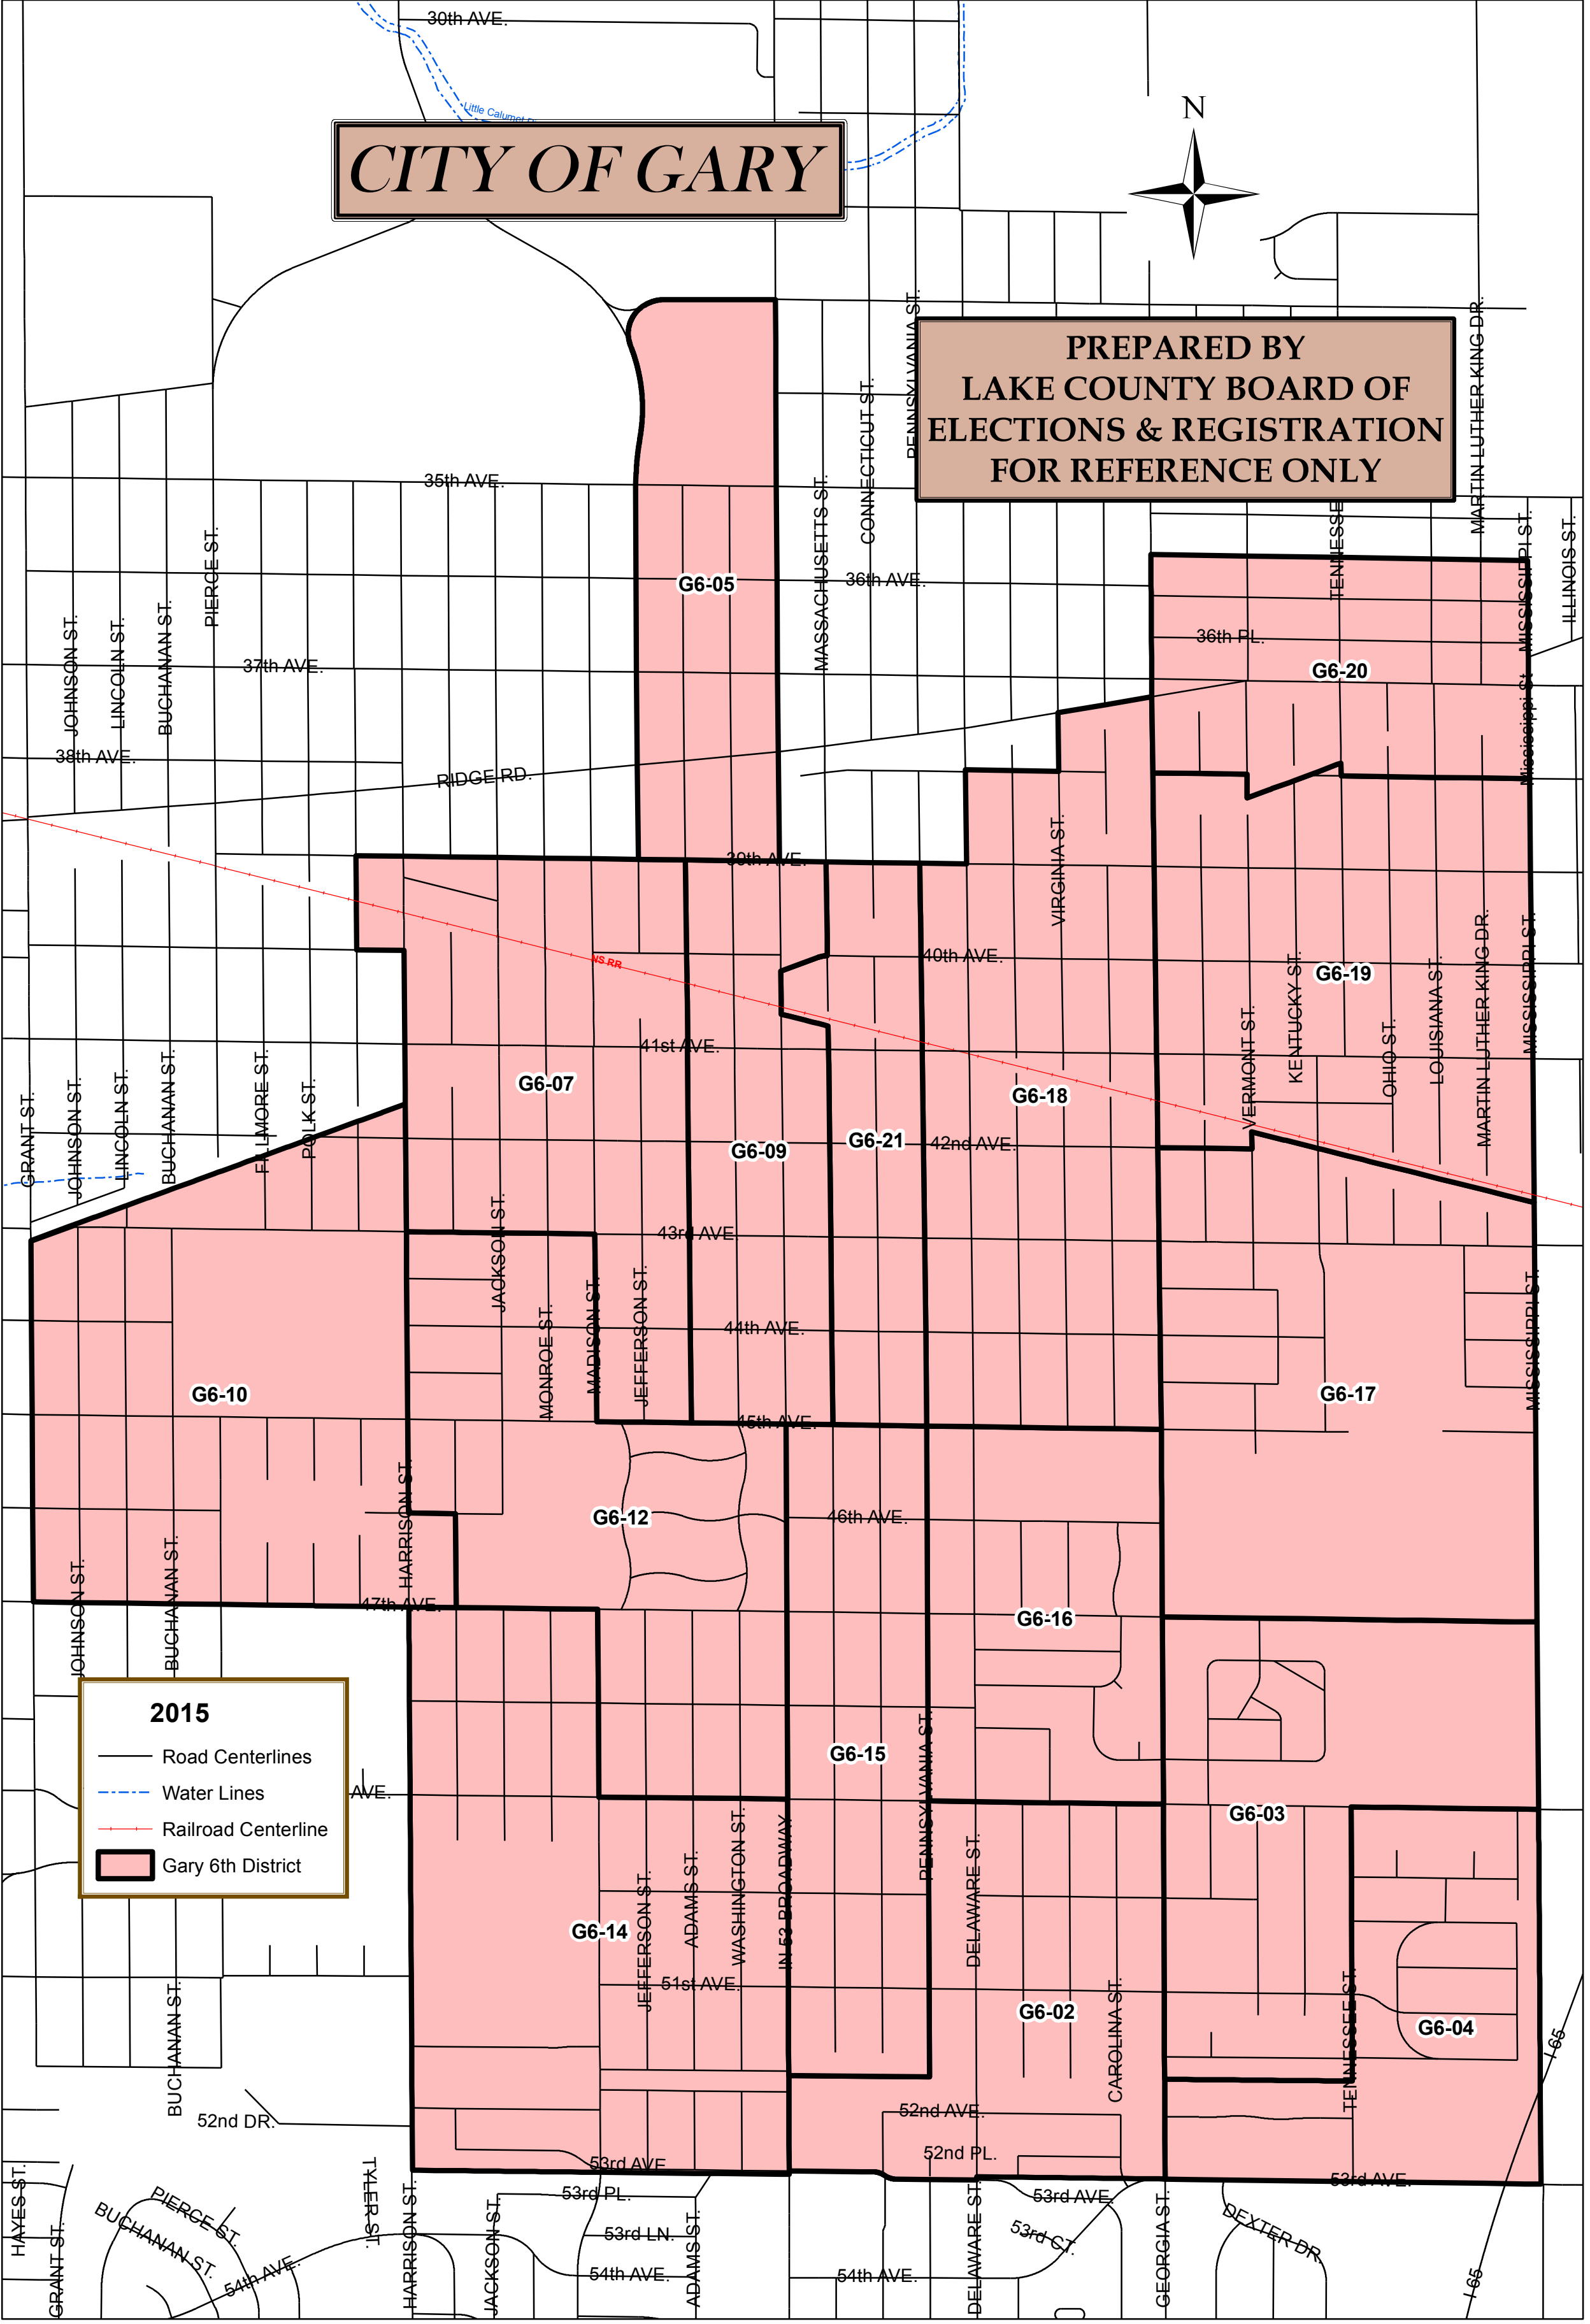 30th AVE.
Little Calumet
CITY OF GARY
N
PREPARED BY
LAKE COUNTY BOARD OF
ELECTIONS & REGISTRATION
FOR REFERENCE ONLY
PENNSYLVANIA ST.
MARTIN LUTHER KING DR.
CONNECTICUT ST.
MASSACHUSETTS ST.
35th AVE.
PIERCE ST.
TENNESSE
MISSISSIPPI ST.
ILLINOIS ST.
G6-05
36th AVE.
36th PL.
JOHNSON ST.
LINCOLN ST.
BUCHANAN ST.
37th AVE.
G6-20
Mississippi St
38th AVE.
RIDGE RD.
39th AVE.
VIRGINIA ST.
NS RR
40th AVE.
G6-19
KENTUCKY ST.
LOUISIANA ST.
MARTIN LUTHER KING DR.
MISSISSIPPI ST.
VERMONT ST.
OHIO ST.
41st AVE.
G6-07
G6-18
GRANT ST.
JOHNSON ST.
LINCOLN ST.
BUCHANAN ST.
FILLMORE ST.
POLK ST.
G6-09
G6-21
42nd AVE.
JACKSON ST.
43rd AVE.
MONROE ST.
MADISON ST.
JEFFERSON ST.
44th AVE.
MISSISSIPPI ST.
G6-10
G6-17
45th AVE.
HARRISON ST.
G6-12
46th AVE.
JOHNSON ST.
BUCHANAN ST.
47th AVE.
G6-16
2015
Road Centerlines
Water Lines
Railroad Centerline
Gary 6th District
AVE.
G6-15
PENNSYLVANIA ST.
G6-03
JEFFERSON ST.
ADAMS ST.
WASHINGTON ST.
IN 53 BROADWAY
DELAWARE ST.
G6-14
51st AVE.
G6-02
CAROLINA ST.
TENNESSEE ST.
G6-04
I 65
BUCHANAN ST.
52nd DR.
52nd AVE.
52nd PL.
53rd AVE
53rd AVE.
HAYES ST.
GRANT ST.
BUCHANAN ST.
PIERCE ST.
54th AVE.
TYLER ST.
HARRISON ST.
JACKSON ST.
53rd PL.
53rd LN.
54th AVE.
ADAMS ST.
54th AVE.
DELAWARE ST.
53rd AVE.
53rd CT.
GEORGIA ST.
DEXTER DR.
I 65